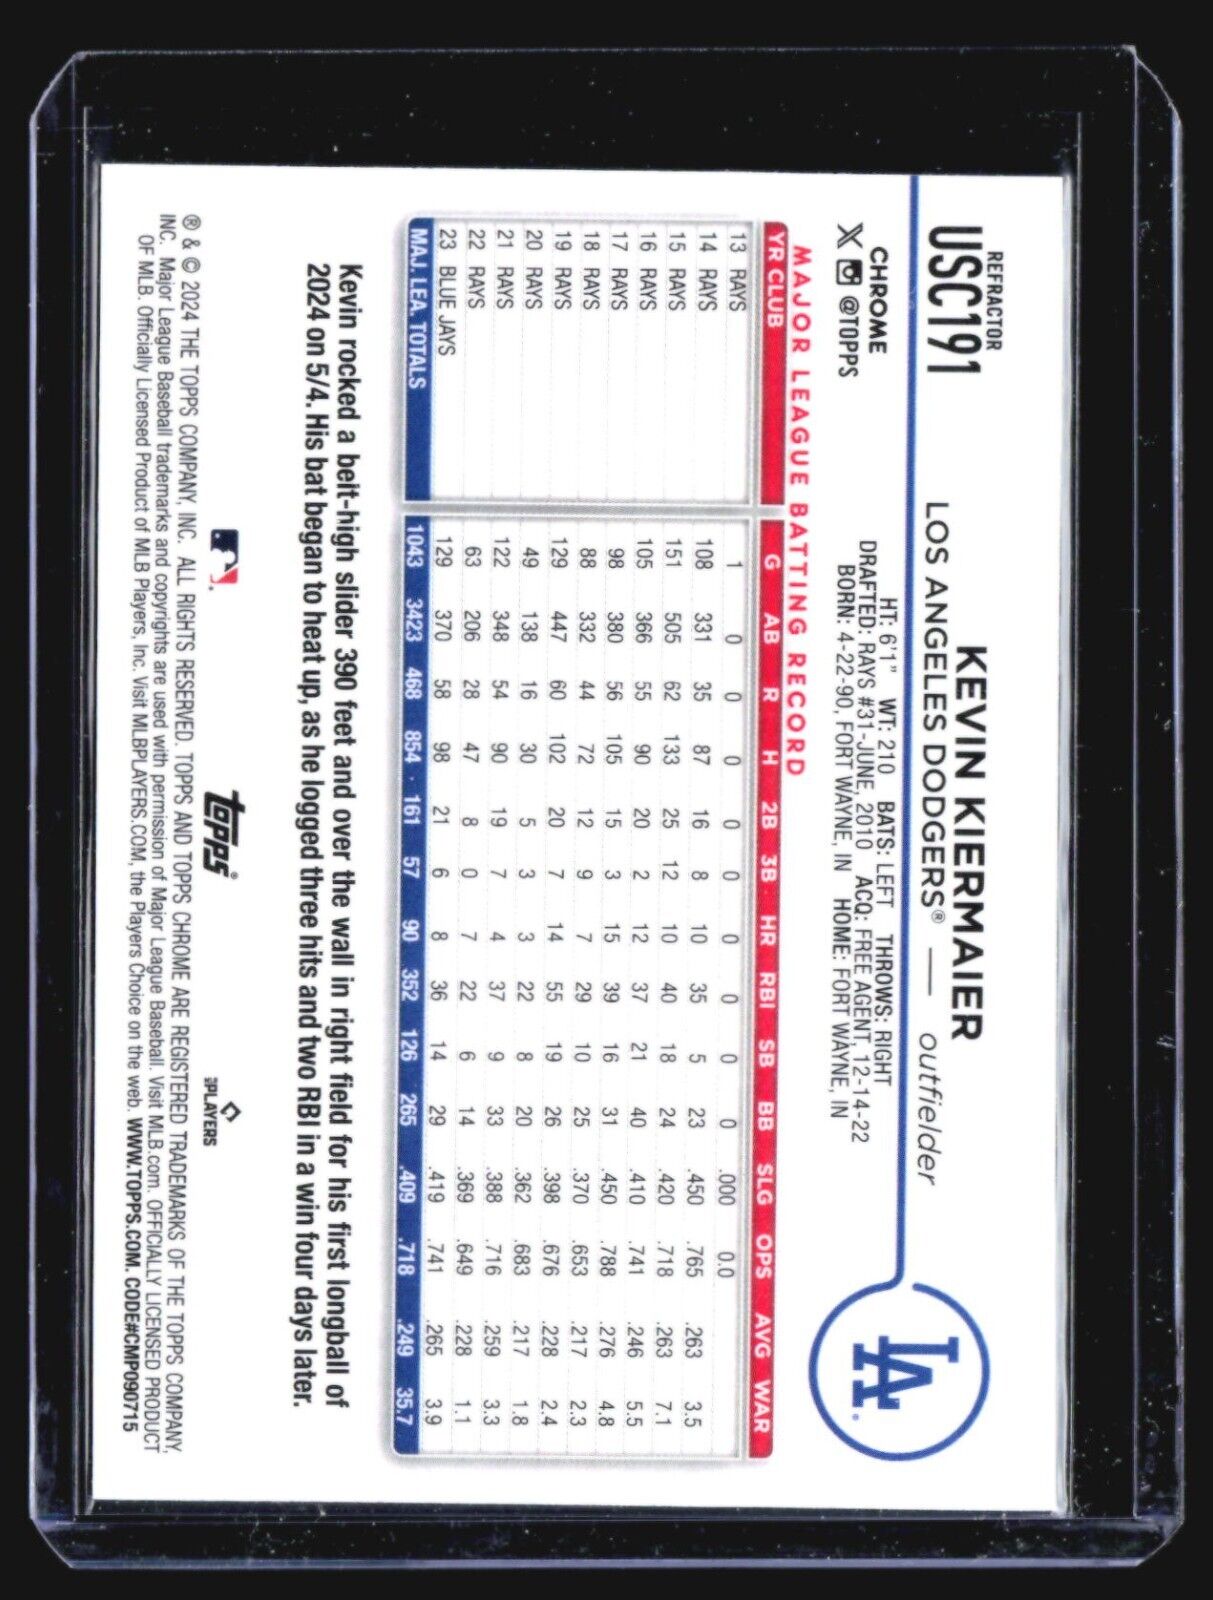 REFRACTOR
USC191
KEVIN KIERMAIER
LOS ANGELES DODGERS® — outfielder
LA
CHROME
X @TOPPS
HT: 6'1" WT: 210 BATS: LEFT THROWS: RIGHT
DRAFTED: RAYS #31-JUNE, 2010 ACQ: FREE AGENT, 12-14-22
BORN: 4-22-90, FORT WAYNE, IN HOME: FORT WAYNE, IN
MAJOR LEAGUE BATTING RECORD
YR CLUB G AB R H 2B 3B HR RBI SB BB SLG OPS AVG WAR
13 RAYS 1 0 0 0 0 0 0 0 0 0 .000 0.0
14 RAYS 108 331 35 87 16 8 10 35 5 23 .450 .765 .263 3.5
15 RAYS 151 505 62 133 25 12 10 40 18 24 .420 .718 .263 7.1
16 RAYS 105 366 55 90 20 2 12 37 21 40 .410 .741 .246 5.5
17 RAYS 98 380 56 105 15 3 15 39 16 31 .450 .788 .276 4.8
18 RAYS 88 332 44 72 12 9 7 29 10 25 .370 .653 .217 2.3
19 RAYS 129 447 60 102 20 7 14 55 19 26 .398 .676 .228 2.4
20 RAYS 49 138 16 30 5 3 3 22 8 20 .362 .683 .217 1.8
21 RAYS 122 348 54 90 19 7 4 37 9 33 .388 .716 .259 3.3
22 RAYS 63 206 28 47 8 0 7 22 6 14 .369 .649 .228 1.1
23 BLUE JAYS 129 370 58 98 21 6 8 36 14 29 .419 .741 .265 3.9
MAJ. LEA. TOTALS 1043 3423 468 854 161 57 90 352 126 265 .409 .718 .249 35.7
Kevin rocked a belt-high slider 390 feet and over the wall in right field for his first longball of
2024 on 5/4. His bat began to heat up, as he logged three hits and two RBI in a win four days later.
topps®
PLAYERS
® & © 2024 THE TOPPS COMPANY, INC. ALL RIGHTS RESERVED. TOPPS AND TOPPS CHROME ARE REGISTERED TRADEMARKS OF THE TOPPS COMPANY,
INC. Major League Baseball trademarks and copyrights are used with permission of Major League Baseball. Visit MLB.com. OFFICIALLY LICENSED PRODUCT
OF MLB. Officially Licensed Product of MLB Players, Inc. Visit MLBPLAYERS.COM, the Players Choice on the web. WWW.TOPPS.COM. CODE#CMP090715